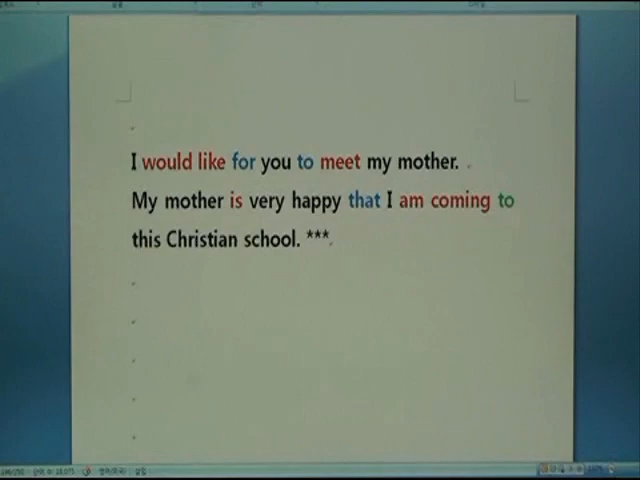 I would like for you to meet my mother.
My mother is very happy that I am coming to
this Christian school. ***